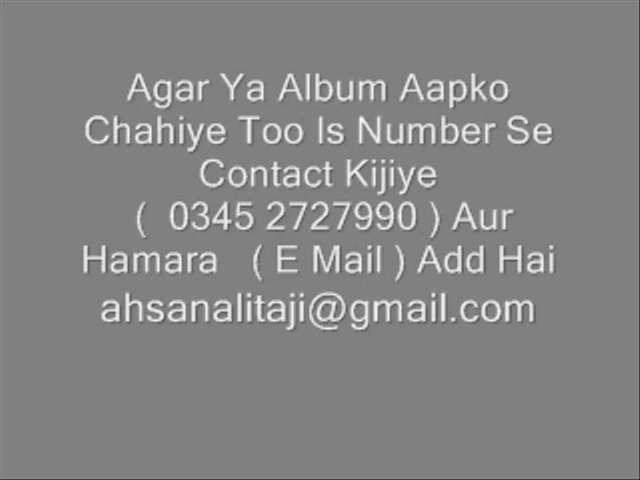 Agar Ya Album Aapko
Chahiye Too Is Number Se
Contact Kijiye
( 0345 2727990 ) Aur
Hamara ( E Mail ) Add Hai
ahsanalitaji@gmail.com